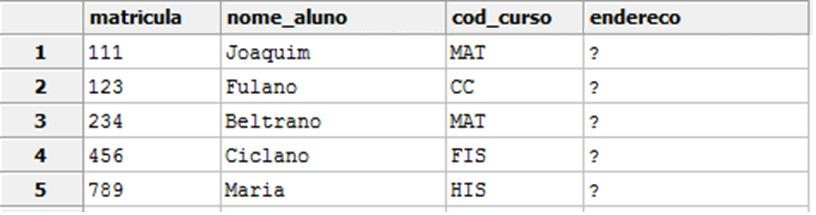 matricula nome_aluno cod_curso endereco
1 111 Joaquim MAT ?
2 123 Fulano CC ?
3 234 Beltrano MAT ?
4 456 Ciclano FIS ?
5 789 Maria HIS ?